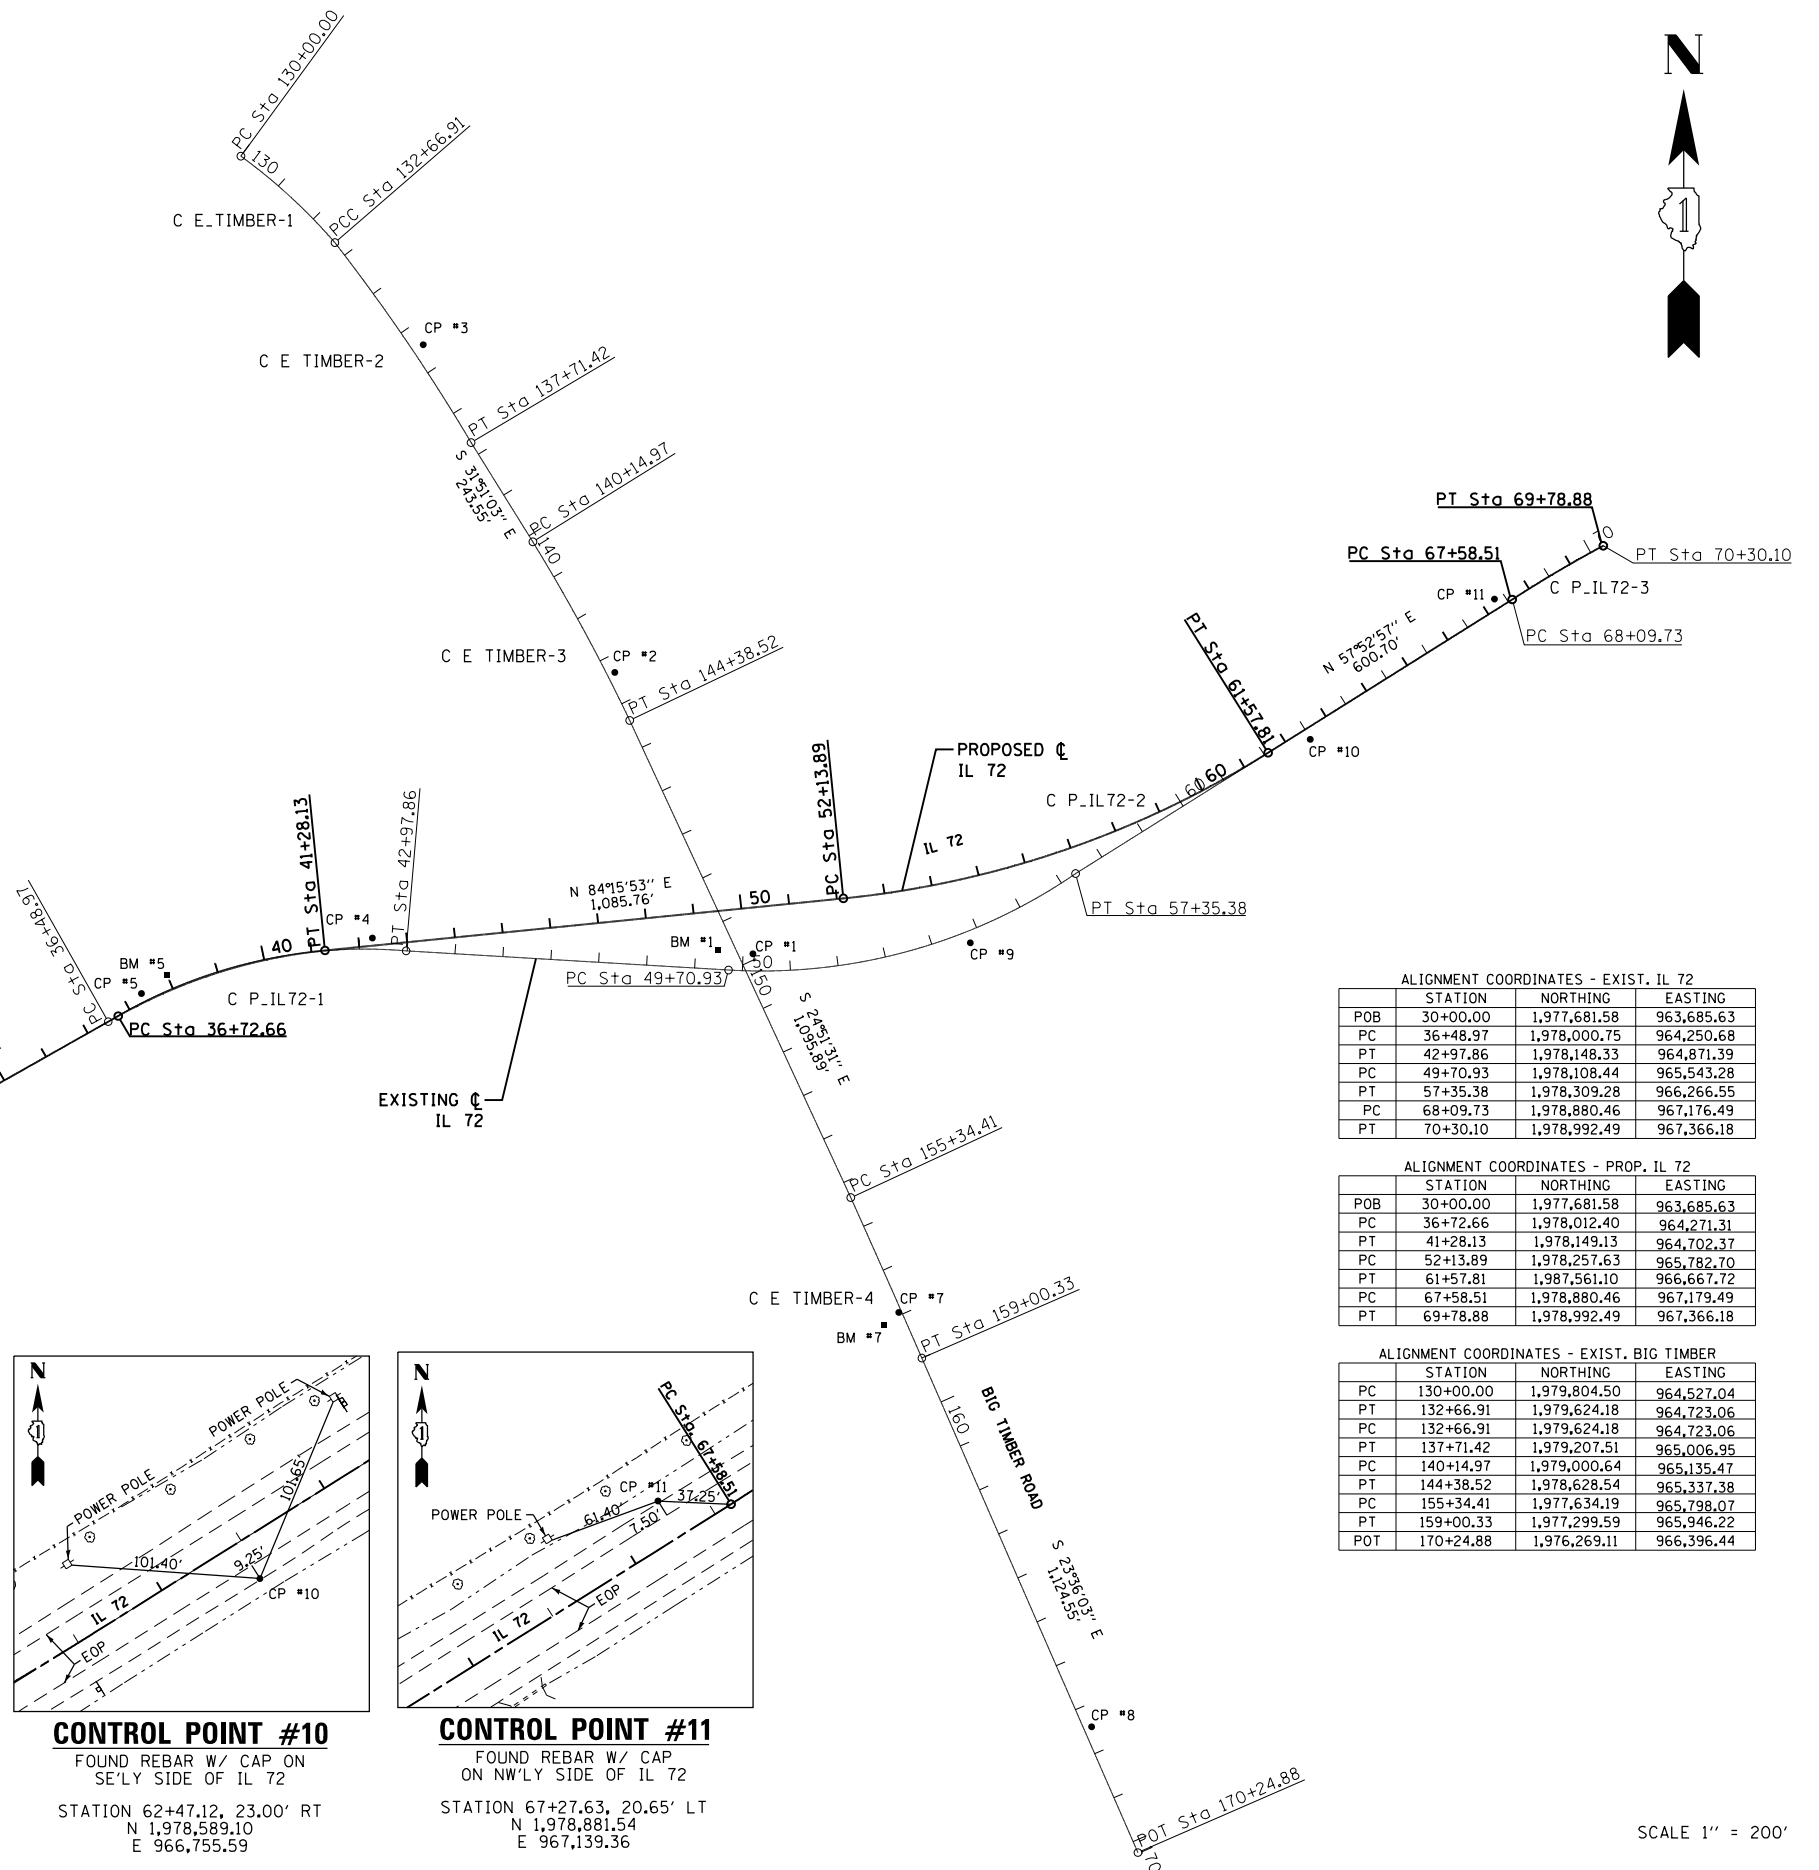 PC Sta 130+00.00
130
N
1
PCC Sta 132+66.91
C E_TIMBER-1
CP #3
C E TIMBER-2
PT Sta 137+71.42
S 31°51'03" E
243.55'
PC Sta 140+14.97
140
PT Sta 69+78.88
70
PC Sta 67+58.51
PT Sta 70+30.10
CP #11
C P_IL72-3
PC Sta 68+09.73
N 57°52'57" E
600.70'
PT Sta 61+57.81
C E TIMBER-3
CP #2
PT Sta 144+38.52
CP #10
PROPOSED ℄
IL 72
60
60
C P_IL72-2
IL 72
PC Sta 52+13.89
PT Sta 41+28.13
PT Sta 42+97.86
N 84°15'53" E
1,085.76'
50
PT Sta 57+35.38
PC Sta 36+48.97
CP #4
40
BM #1
CP #1
50
150
CP #9
BM #5
CP #5
PC Sta 49+70.93
C P_IL72-1
PC Sta 36+72.66
S 24°51'31" E
1,095.89'
EXISTING ℄
IL 72
PC Sta 155+34.41
C E TIMBER-4
CP #7
BM #7
PT Sta 159+00.33
160
BIG TIMBER ROAD
S 23°36'03" E
1,124.55'
CP #8
POT Sta 170+24.88
70
ALIGNMENT COORDINATES - EXIST. IL 72
STATION NORTHING EASTING
POB 30+00.00 1,977,681.58 963,685.63
PC 36+48.97 1,978,000.75 964,250.68
PT 42+97.86 1,978,148.33 964,871.39
PC 49+70.93 1,978,108.44 965,543.28
PT 57+35.38 1,978,309.28 966,266.55
PC 68+09.73 1,978,880.46 967,176.49
PT 70+30.10 1,978,992.49 967,366.18
ALIGNMENT COORDINATES - PROP. IL 72
STATION NORTHING EASTING
POB 30+00.00 1,977,681.58 963,685.63
PC 36+72.66 1,978,012.40 964,271.31
PT 41+28.13 1,978,149.13 964,702.37
PC 52+13.89 1,978,257.63 965,782.70
PT 61+57.81 1,987,561.10 966,667.72
PC 67+58.51 1,978,880.46 967,179.49
PT 69+78.88 1,978,992.49 967,366.18
ALIGNMENT COORDINATES - EXIST. BIG TIMBER
STATION NORTHING EASTING
PC 130+00.00 1,979,804.50 964,527.04
PT 132+66.91 1,979,624.18 964,723.06
PC 132+66.91 1,979,624.18 964,723.06
PT 137+71.42 1,979,207.51 965,006.95
PC 140+14.97 1,979,000.64 965,135.47
PT 144+38.52 1,978,628.54 965,337.38
PC 155+34.41 1,977,634.19 965,798.07
PT 159+00.33 1,977,299.59 965,946.22
POT 170+24.88 1,976,269.11 966,396.44
N
1
POWER POLE
POWER POLE
101.65'
101.40'
9.25'
CP #10
IL 72
EOP
CONTROL POINT #10
FOUND REBAR W/ CAP ON
SE'LY SIDE OF IL 72
STATION 62+47.12, 23.00' RT
N 1,978,589.10
E 966,755.59
N
1
PC Sta. 67+58.51
CP #11
37.25'
POWER POLE
61.40'
7.50'
EOP
IL 72
CONTROL POINT #11
FOUND REBAR W/ CAP
ON NW'LY SIDE OF IL 72
STATION 67+27.63, 20.65' LT
N 1,978,881.54
E 967,139.36
SCALE 1" = 200'